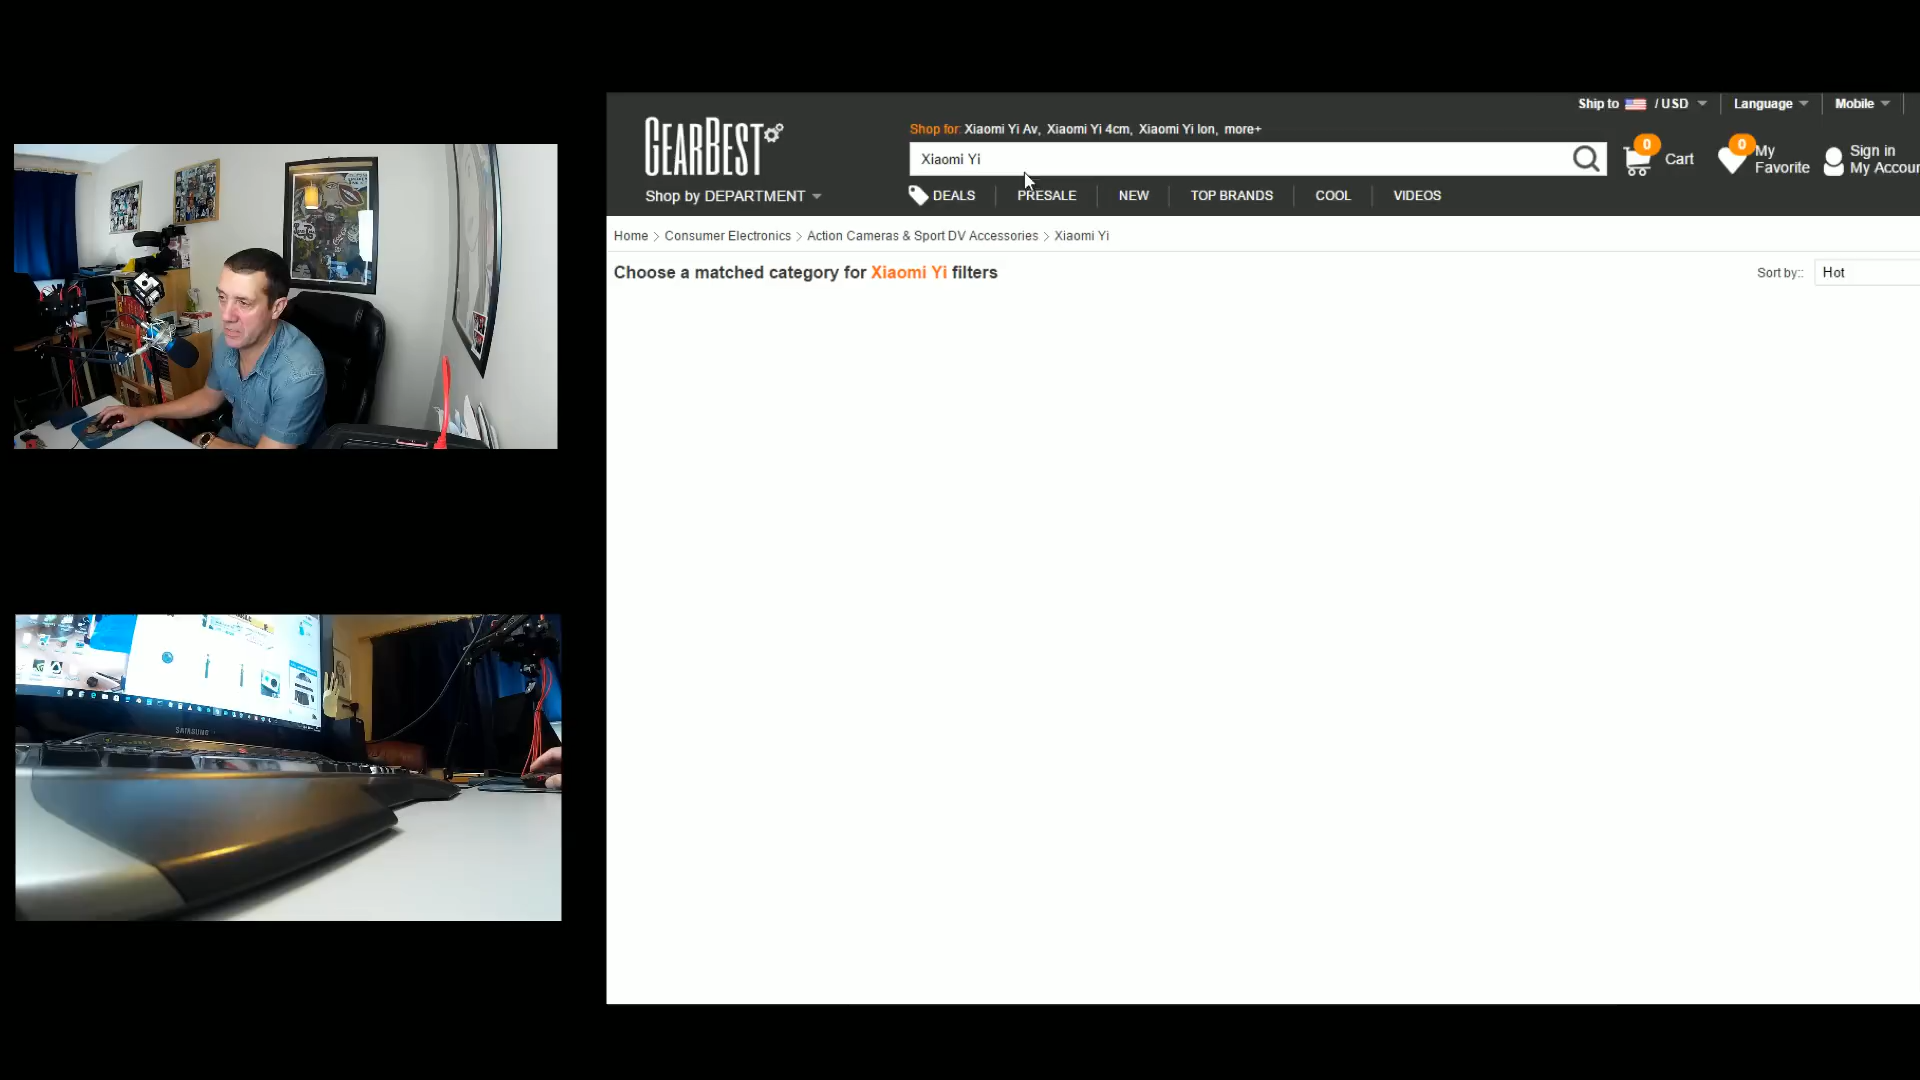 Ship to / USD
Language
Mobile
GEARBEST
Shop for: Xiaomi Yi Av, Xiaomi Yi 4cm, Xiaomi Yi Ion, more+
Xiaomi Yi
0
Cart
0
My
Favorite
Sign in
My Accoun
Shop by DEPARTMENT
DEALS
PRESALE
NEW
TOP BRANDS
COOL
VIDEOS
Home > Consumer Electronics > Action Cameras & Sport DV Accessories > Xiaomi Yi
Choose a matched category for Xiaomi Yi filters
Sort by::
Hot
SAMSUNG